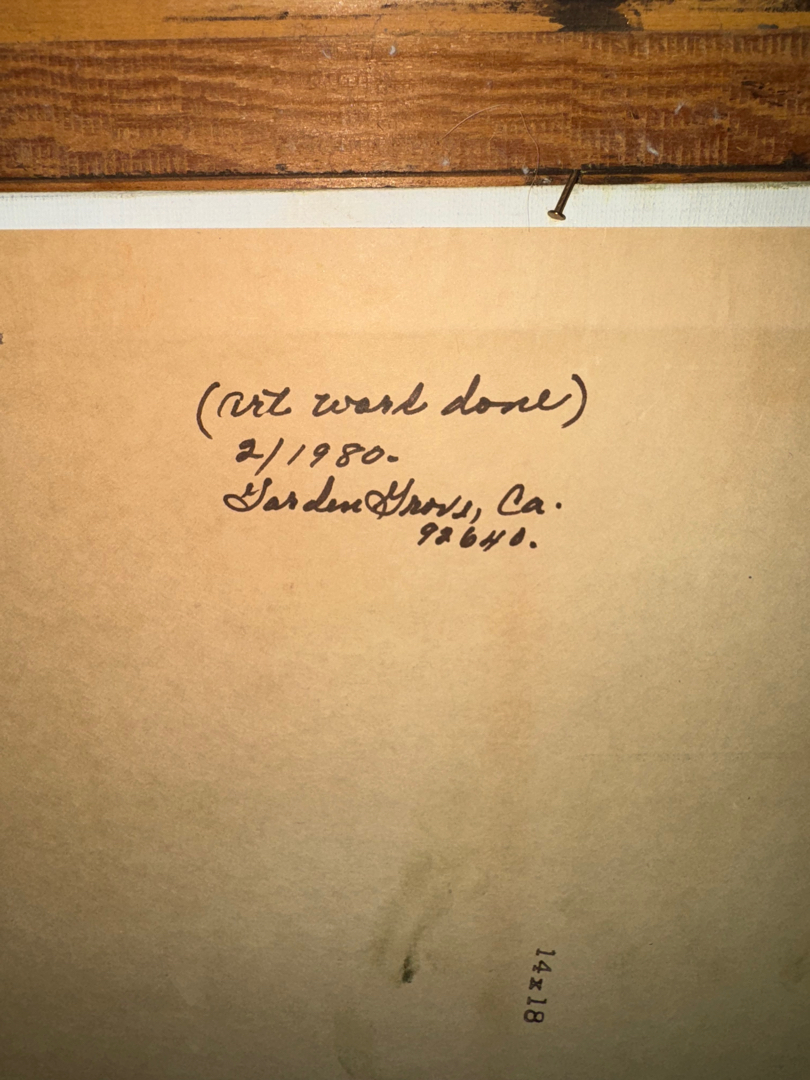 (Art work done)
2/1980.
Garden Grove, Ca.
92640.
14x18